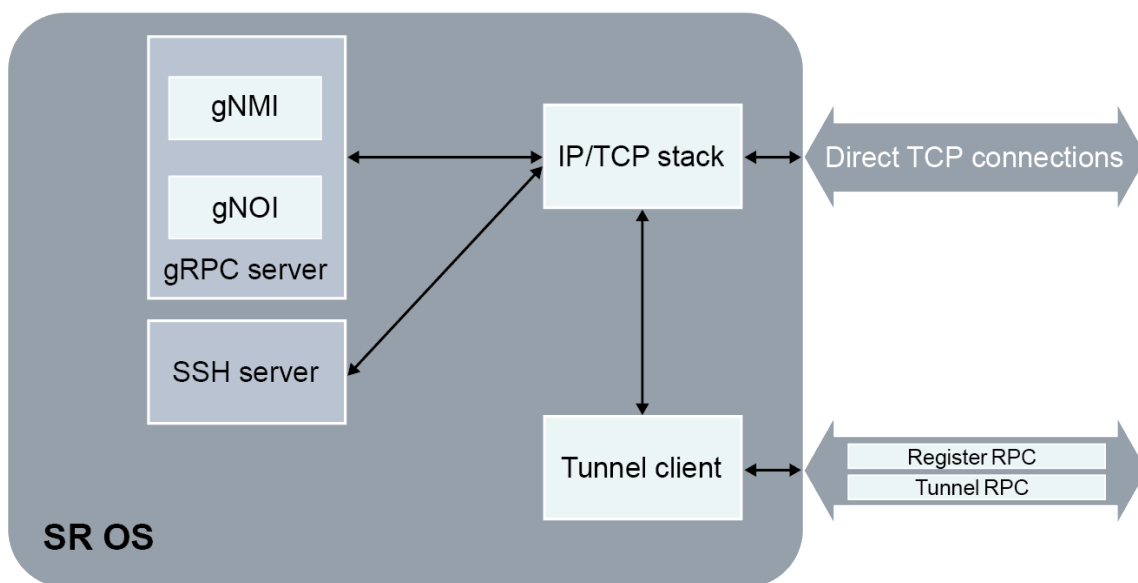 gNMI
gNOI
gRPC server
SSH server
IP/TCP stack
Direct TCP connections
Tunnel client
Register RPC
Tunnel RPC
SR OS